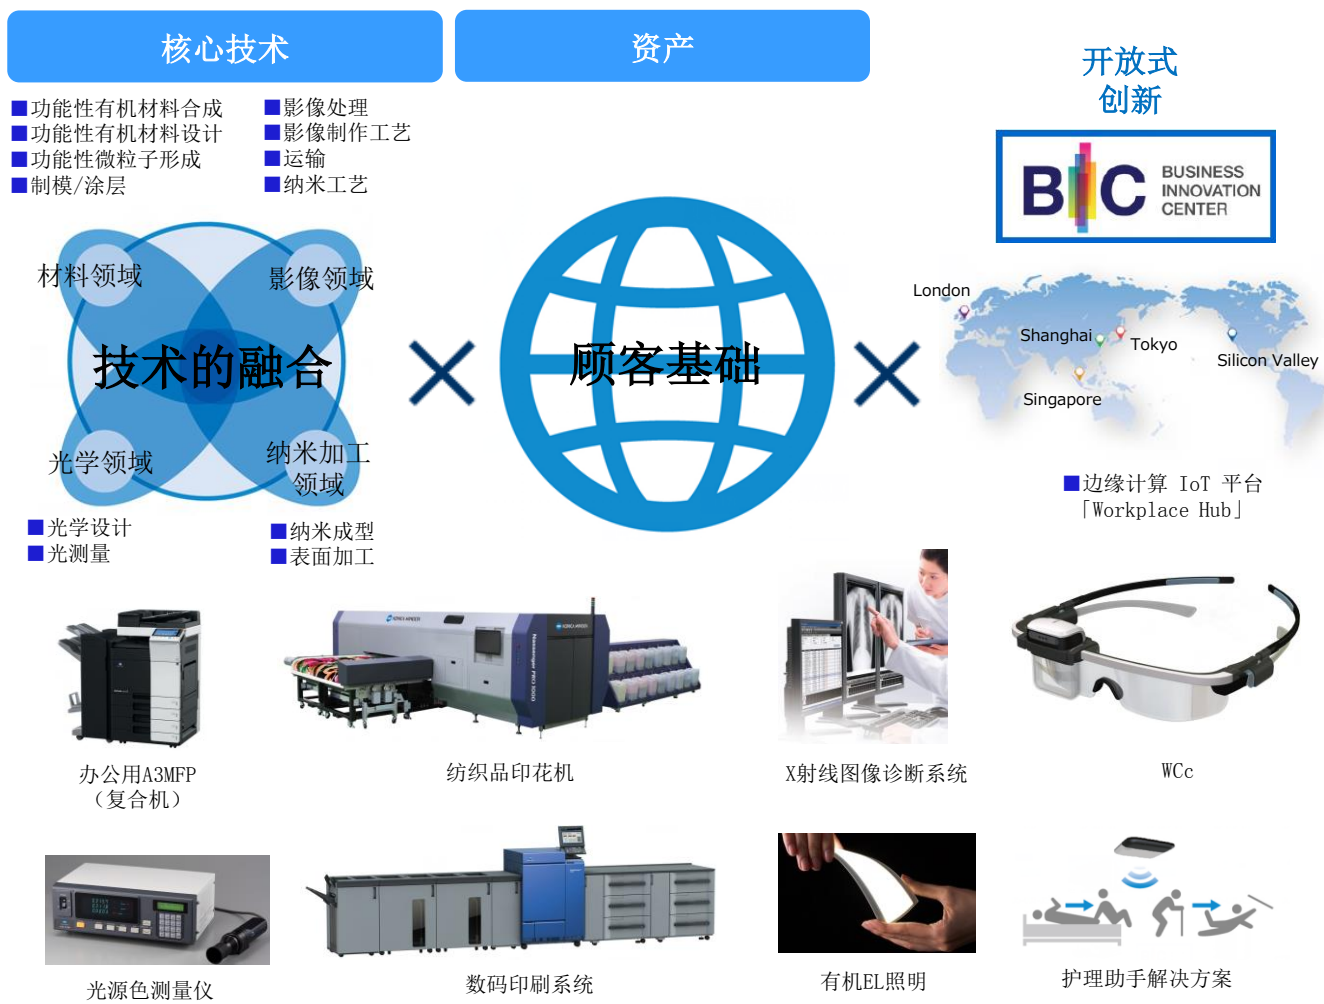 核心技术
资产
开放式
创新
■功能性有机材料合成
■功能性有机材料设计
■功能性微粒子形成
■制模/涂层
■影像处理
■影像制作工艺
■运输
■纳米工艺
BIC
BUSINESS
INNOVATION
CENTER
材料领域
影像领域
技术的融合
光学领域
纳米加工
领域
顾客基础
London
Shanghai
Tokyo
Silicon Valley
Singapore
■光学设计
■光测量
■纳米成型
■表面加工
■边缘计算 IoT 平台
「Workplace Hub」
KONICA MINOLTA
KONICA MINOLTA
Nassenger PRO 1000
办公用A3MFP
（复合机）
纺织品印花机
X射线图像诊断系统
WCc
光源色测量仪
数码印刷系统
有机EL照明
护理助手解决方案